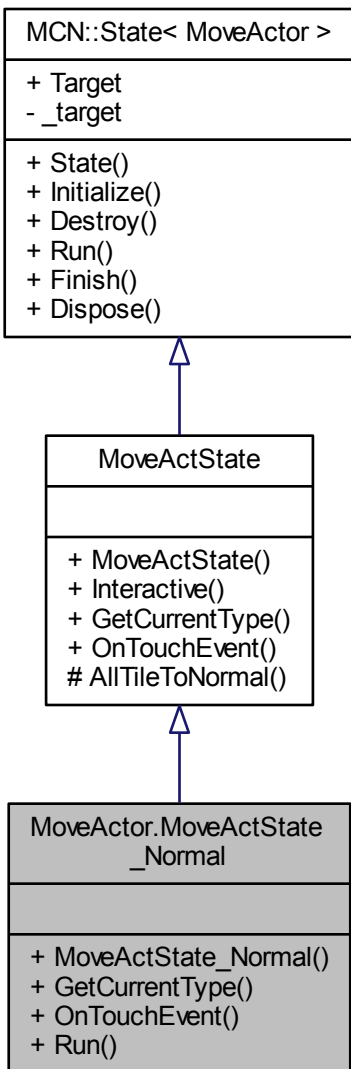 MCN::State< MoveActor >
+ Target
- _target
+ State()
+ Initialize()
+ Destroy()
+ Run()
+ Finish()
+ Dispose()
MoveActState
+ MoveActState()
+ Interactive()
+ GetCurrentType()
+ OnTouchEvent()
# AllTileToNormal()
MoveActor.MoveActState
_Normal
+ MoveActState_Normal()
+ GetCurrentType()
+ OnTouchEvent()
+ Run()